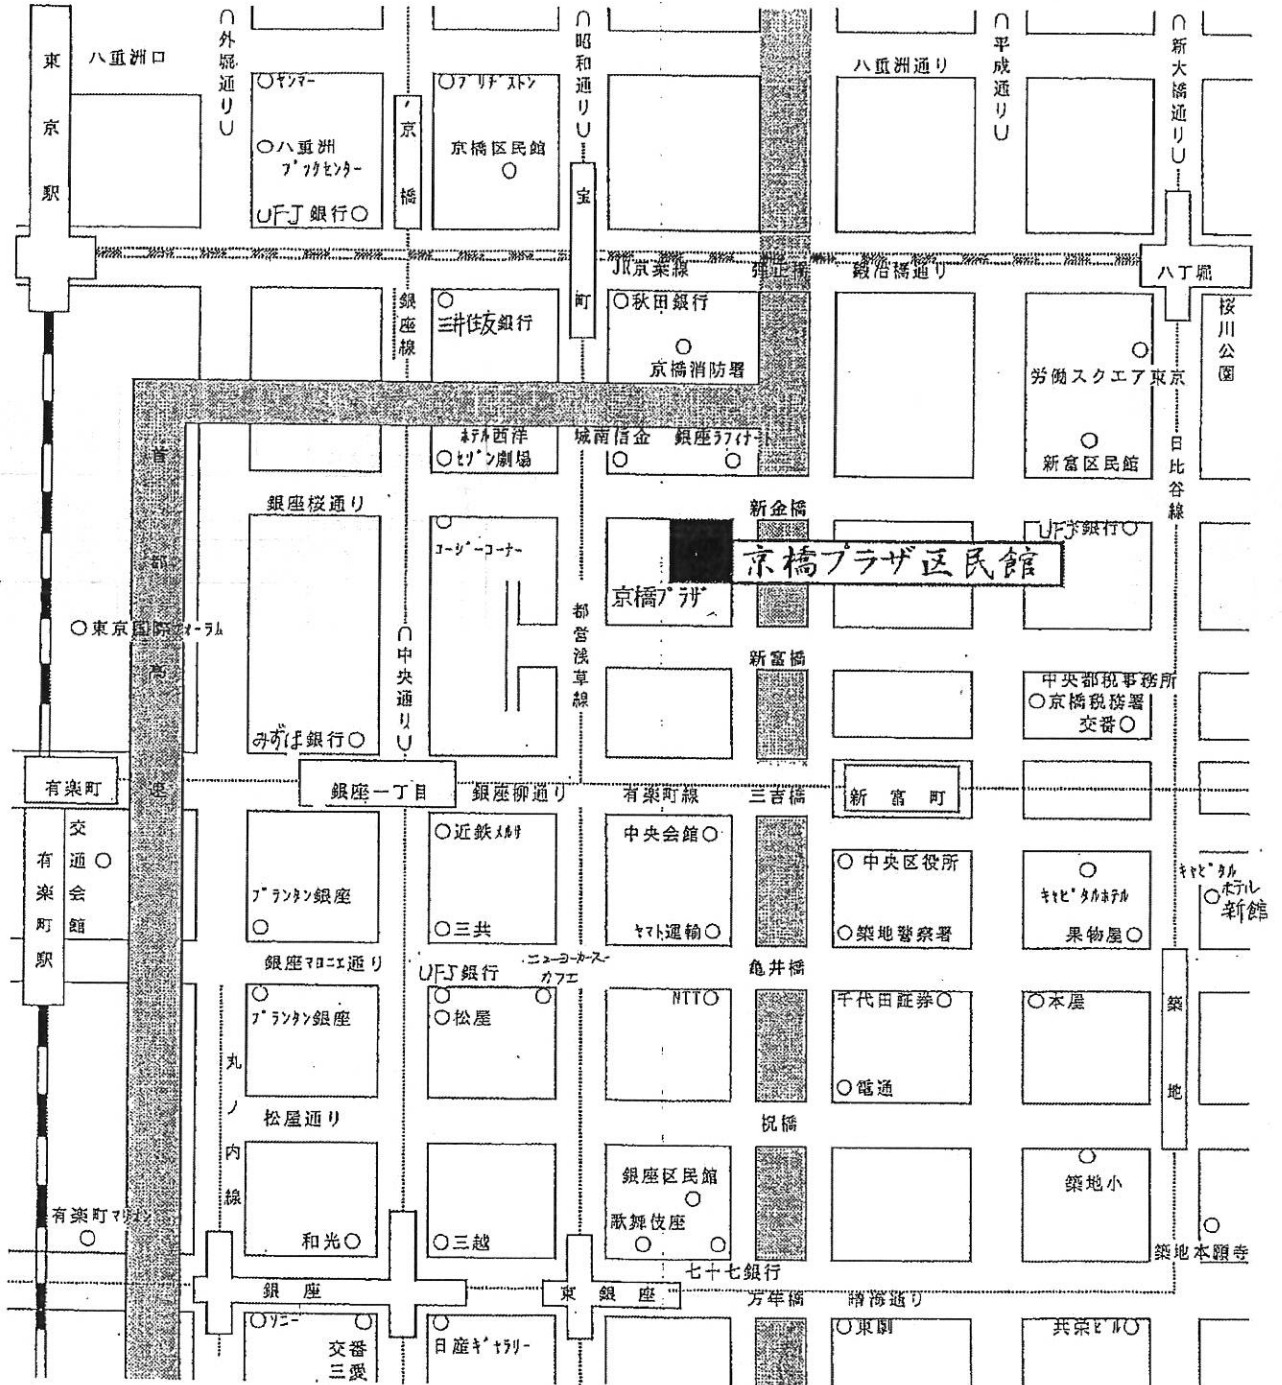 東京駅
八重洲口
外堀通り
ヤンマー
八重洲
ブックセンター
UFJ 銀行
京橋
ブリヂストン
京橋区民館
昭和通り
宝町
八重洲通り
平成通り
新大橋通り
JR京葉線
弾正橋
鍛冶橋通り
八丁堀
銀座線
三井住友銀行
秋田銀行
京橋消防署
桜川公園
労働スクエア東京
新富区民館
日比谷線
首都高速
ホテル西洋
セゾン劇場
城南信金
銀座ラフィナート
銀座桜通り
新金橋
コージーコーナー
京橋プラザ区民館
京橋プラザ
UFJ銀行
東京国際フォーラム
中央通り
都営浅草線
新富橋
中央都税事務所
京橋税務署
交番
みずほ銀行
有楽町
銀座一丁目
銀座柳通り
有楽町線
三吉橋
新富町
交通会館
有楽町駅
プランタン銀座
近鉄メルサ
三共
中央会館
ヤマト運輸
中央区役所
築地警察署
キャピタルホテル
果物屋
キャピタル
ホテル
新館
銀座マロニエ通り
UFJ銀行
ニューヨーカーズ
カフェ
亀井橋
プランタン銀座
松屋
NTT
千代田証券
電通
本屋
築地
丸ノ内線
松屋通り
祝橋
有楽町マリオン
和光
三越
銀座区民館
歌舞伎座
築地小
築地本願寺
七十七銀行
銀座
東銀座
万年橋
晴海通り
ソニー
交番
三愛
日産ギャラリー
東劇
共栄ビル